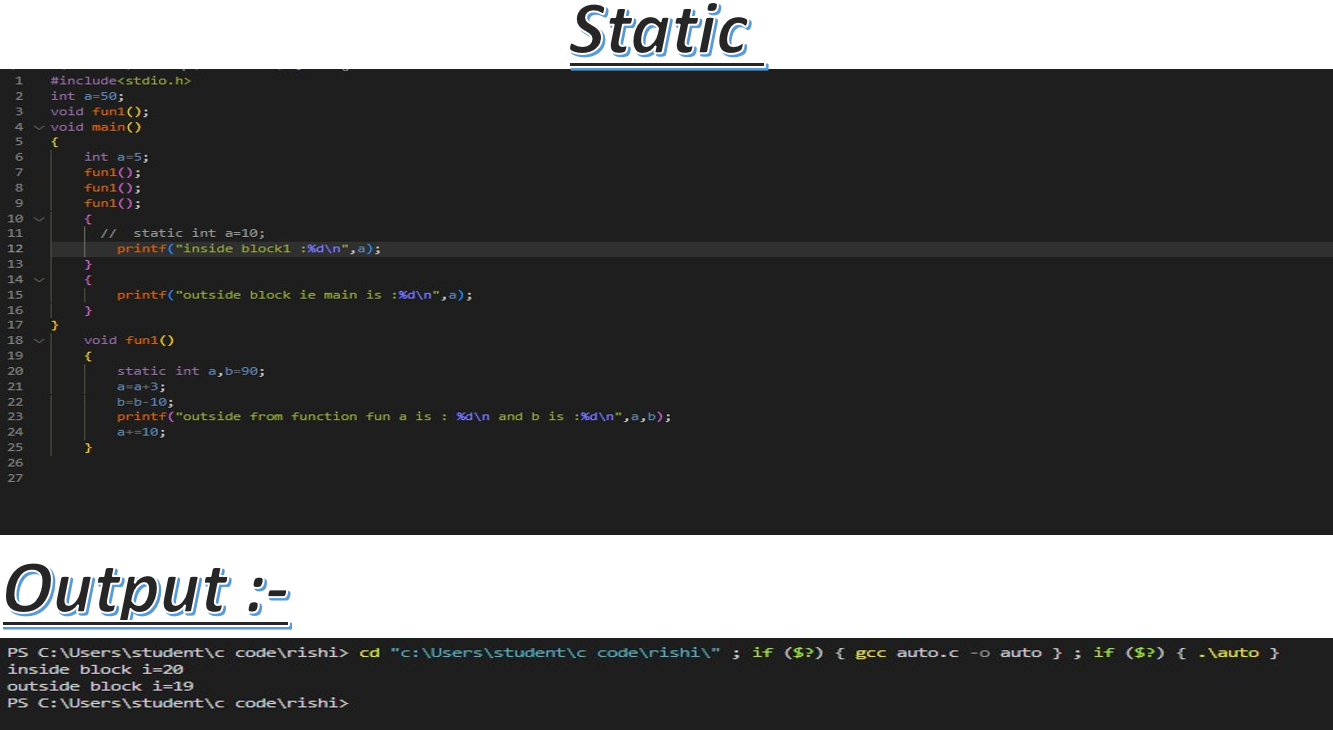 Static
1 #include<stdio.h>
2 int a=50;
3 void fun1();
4 void main()
5 {
6 int a=5;
7 fun1();
8 fun1();
9 fun1();
10 {
11 // static int a=10;
12 printf("inside block1 :%d\n",a);
13 }
14 {
15 printf("outside block ie main is :%d\n",a);
16 }
17 }
18 void fun1()
19 {
20 static int a,b=90;
21 a=a+3;
22 b=b-10;
23 printf("outside from function fun a is : %d\n and b is :%d\n",a,b);
24 a+=10;
25 }
26
27
Output :-
PS C:\Users\student\c code\rishi> cd "c:\Users\student\c code\rishi\" ; if ($?) { gcc auto.c -o auto } ; if ($?) { .\auto }
inside block i=20
outside block i=19
PS C:\Users\student\c code\rishi>